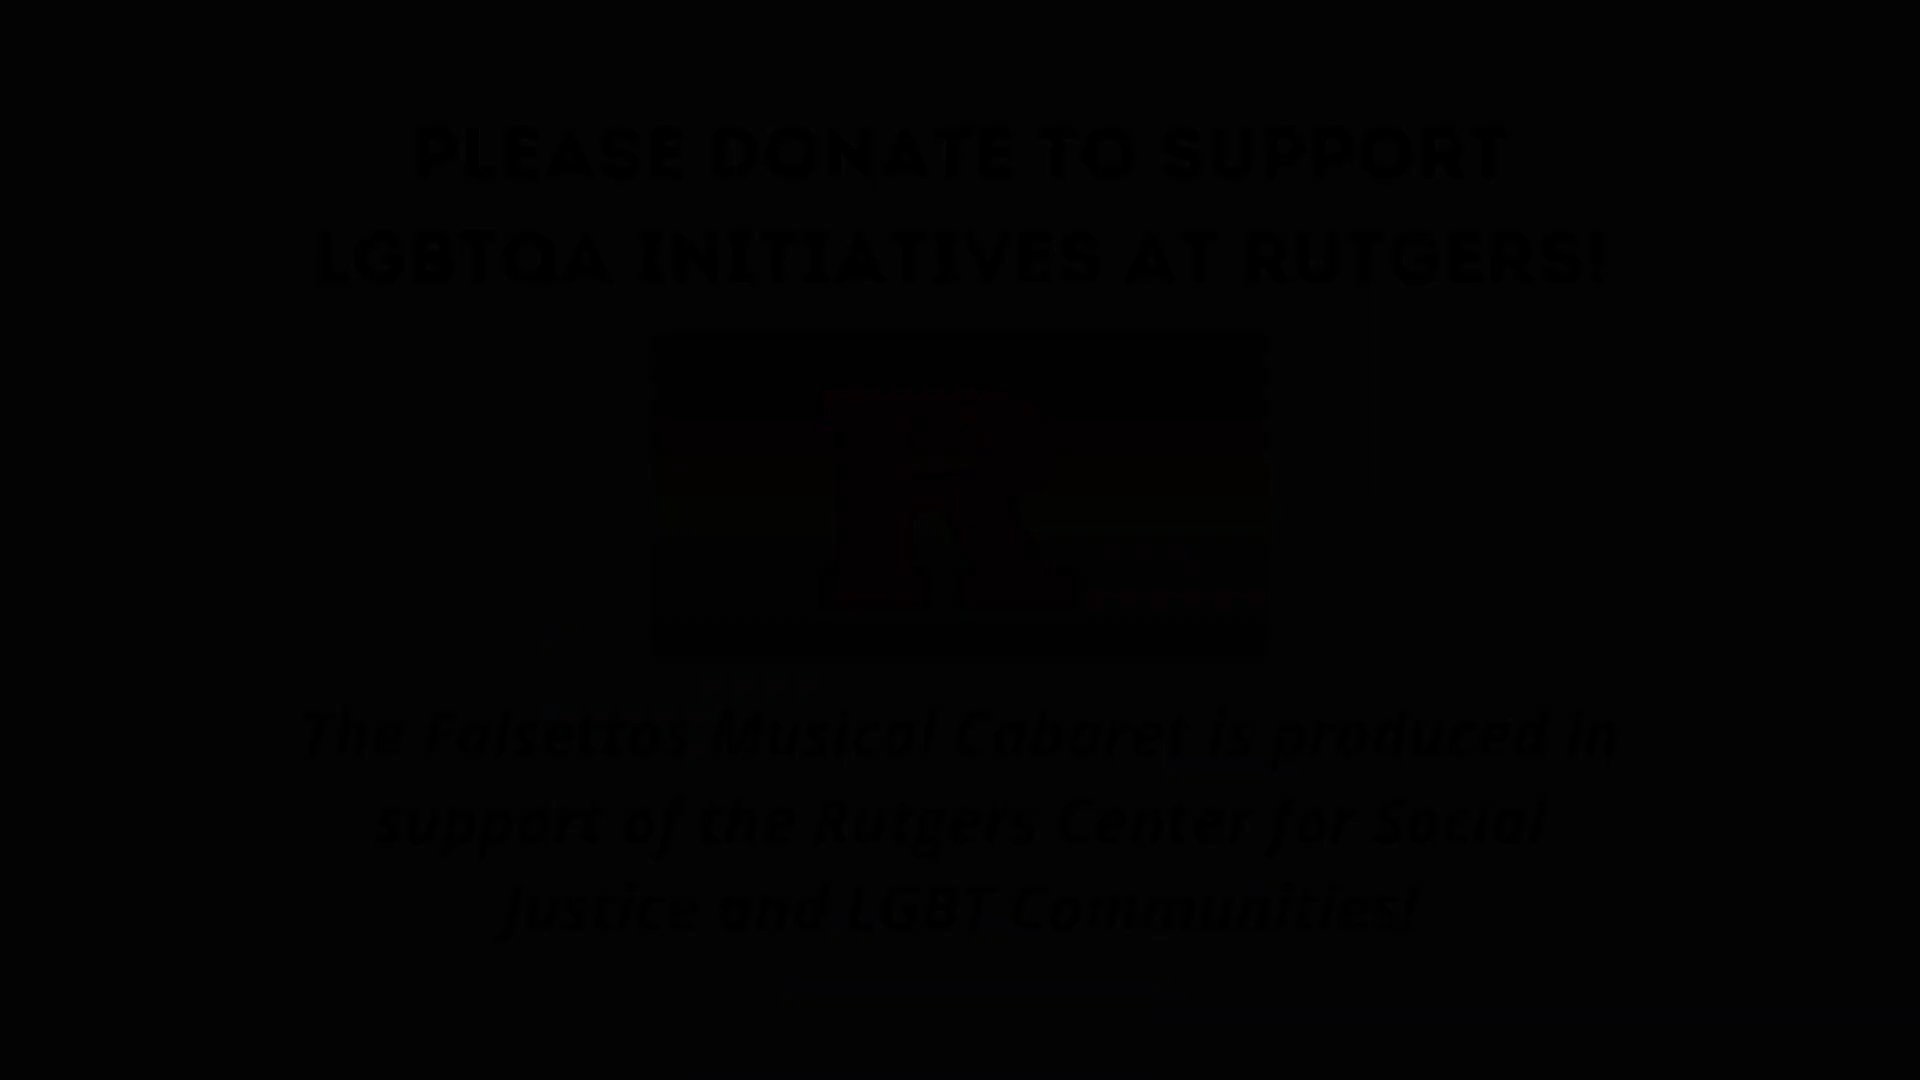 PLEASE DONATE TO SUPPORT
LGBTQA INITIATIVES AT RUTGERS!
R
The Falsettos Musical Cabaret is produced in
support of the Rutgers Center for Social
Justice and LGBT Communities!